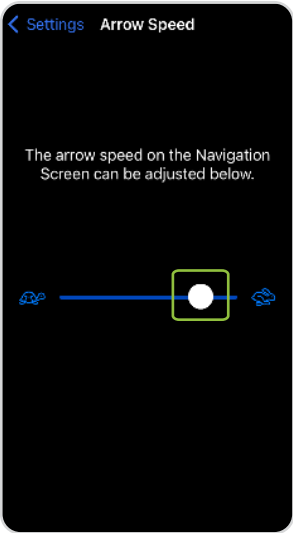 Settings Arrow Speed
The arrow speed on the Navigation
Screen can be adjusted below.